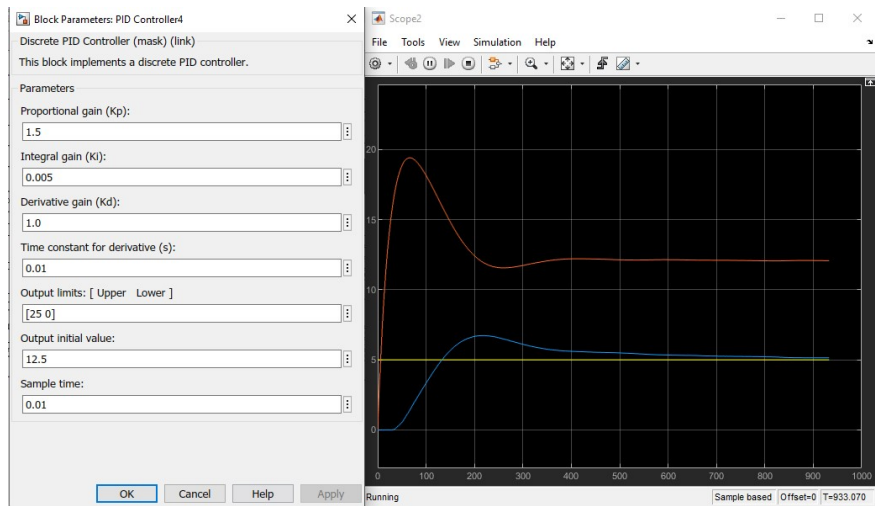 Block Parameters: PID Controller4
Discrete PID Controller (mask) (link)
This block implements a discrete PID controller.
Parameters
Proportional gain (Kp):
1.5
Integral gain (Ki):
0.005
Derivative gain (Kd):
1.0
Time constant for derivative (s):
0.01
Output limits: [ Upper Lower ]
[25 0]
Output initial value:
12.5
Sample time:
0.01
OK Cancel Help Apply
Scope2
File Tools View Simulation Help
20
15
10
5
0
0 100 200 300 400 500 600 700 800 900 1000
Running Sample based Offset=0 T=933.070